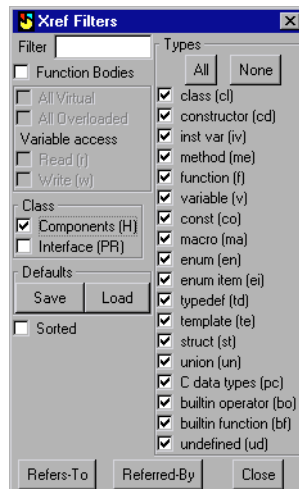 Xref Filters
Filter
Function Bodies
All Virtual
All Overloaded
Variable access
Read (r)
Write (w)
Class
Components (H)
Interface (PR)
Defaults
Save Load
Sorted
Types
All None
class (cl)
constructor (cd)
inst var (iv)
method (me)
function (f)
variable (v)
const (co)
macro (ma)
enum (en)
enum item (ei)
typedef (td)
template (te)
struct (st)
union (un)
C data types (pc)
builtin operator (bo)
builtin function (bf)
undefined (ud)
Refers-To Referred-By Close